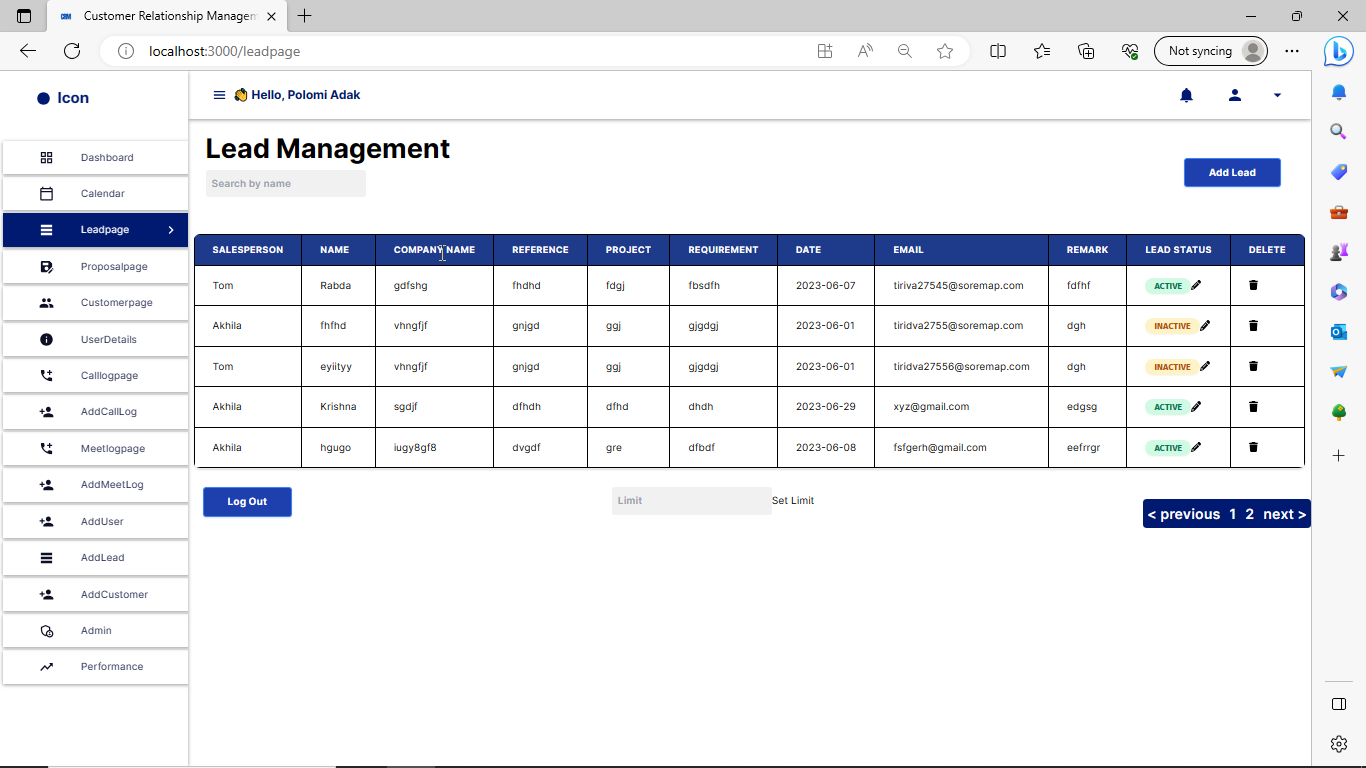 Customer Relationship Managem
localhost:3000/leadpage
Not syncing
Icon
Hello, Polomi Adak
Dashboard
Calendar
Leadpage
Proposalpage
Customerpage
UserDetails
Calllogpage
AddCallLog
Meetlogpage
AddMeetLog
AddUser
AddLead
AddCustomer
Admin
Performance
Lead Management
Search by name
Add Lead
SALESPERSON NAME COMPANY NAME REFERENCE PROJECT REQUIREMENT DATE EMAIL REMARK LEAD STATUS DELETE
Tom Rabda gdfshg fhdhd fdgj fbsdfh 2023-06-07 tiriva27545@soremap.com fdfhf ACTIVE
Akhila fhfhd vhngfjf gnjgd ggj gjgdgj 2023-06-01 tiridva2755@soremap.com dgh INACTIVE
Tom eyiityy vhngfjf gnjgd ggj gjgdgj 2023-06-01 tiridva27556@soremap.com dgh INACTIVE
Akhila Krishna sgdjf dfhdh dfhd dhdh 2023-06-29 xyz@gmail.com edgsg ACTIVE
Akhila hgugo iugy8gf8 dvgdf gre dfbdf 2023-06-08 fsfgerh@gmail.com eefrrgr ACTIVE
Log Out
Limit Set Limit
< previous 1 2 next >